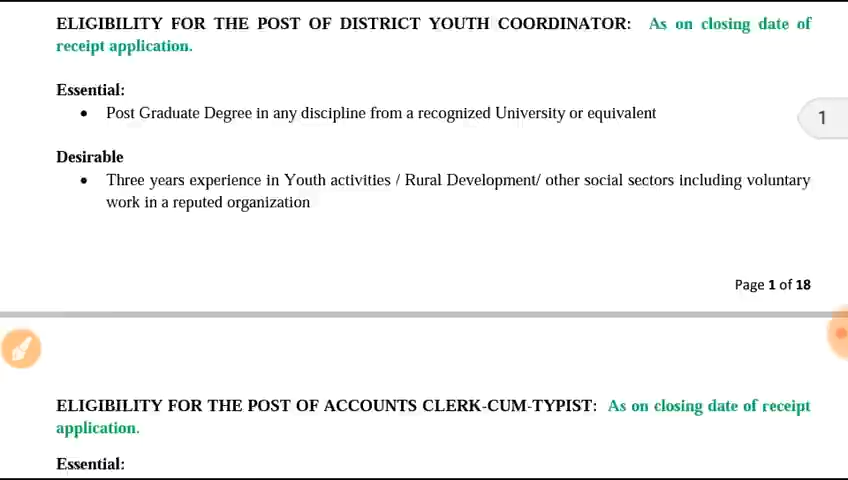 ELIGIBILITY FOR THE POST OF DISTRICT YOUTH COORDINATOR: As on closing date of
receipt application.
Essential:
• Post Graduate Degree in any discipline from a recognized University or equivalent
1
Desirable
• Three years experience in Youth activities / Rural Development/ other social sectors including voluntary
work in a reputed organization
Page 1 of 18
ELIGIBILITY FOR THE POST OF ACCOUNTS CLERK-CUM-TYPIST: As on closing date of receipt
application.
Essential: